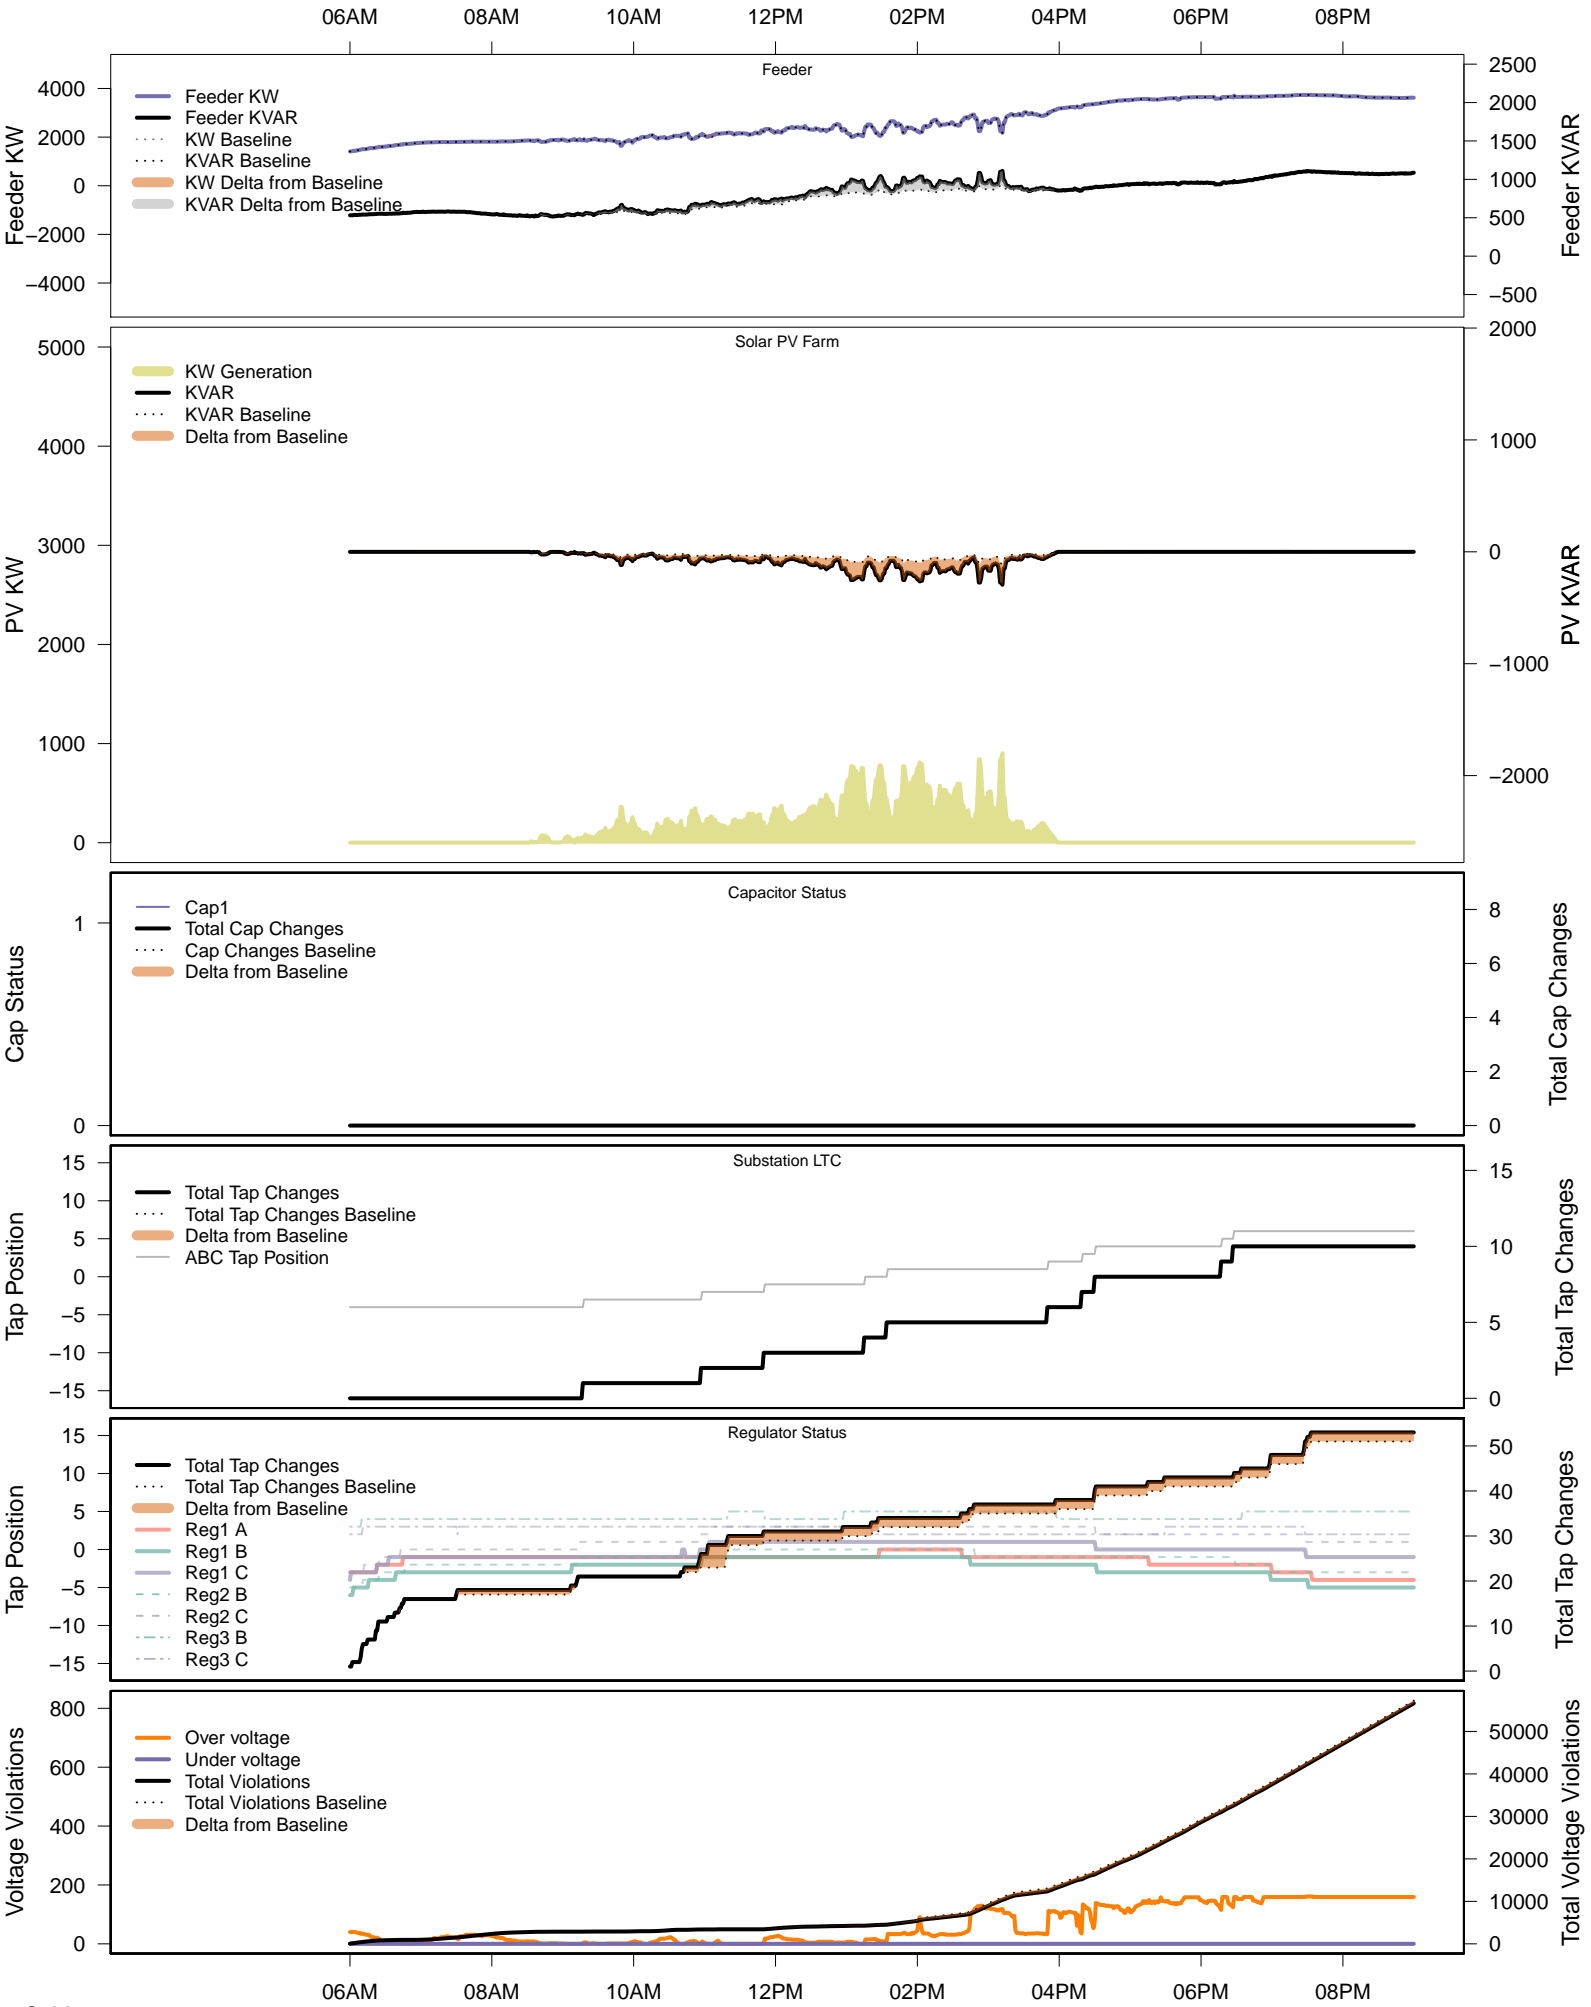 06AM 08AM 10AM 12PM 02PM 04PM 06PM 08PM
Feeder
Feeder KW
4000
2000
0
−2000
−4000
Feeder KW
Feeder KVAR
KW Baseline
KVAR Baseline
KW Delta from Baseline
KVAR Delta from Baseline
2500
2000
1500
1000
500
0
−500
Feeder KVAR
Solar PV Farm
PV KW
5000
4000
3000
2000
1000
0
KW Generation
KVAR
KVAR Baseline
Delta from Baseline
2000
1000
0
−1000
−2000
PV KVAR
Capacitor Status
Cap Status
1
0
Cap1
Total Cap Changes
Cap Changes Baseline
Delta from Baseline
8
6
4
2
0
Total Cap Changes
Substation LTC
Tap Position
15
10
5
0
−5
−10
−15
Total Tap Changes
Total Tap Changes Baseline
Delta from Baseline
ABC Tap Position
15
10
5
0
Total Tap Changes
Regulator Status
Tap Position
15
10
5
0
−5
−10
−15
Total Tap Changes
Total Tap Changes Baseline
Delta from Baseline
Reg1 A
Reg1 B
Reg1 C
Reg2 B
Reg2 C
Reg3 B
Reg3 C
50
40
30
20
10
0
Total Tap Changes
Voltage Violations
800
600
400
200
0
Over voltage
Under voltage
Total Violations
Total Violations Baseline
Delta from Baseline
50000
40000
30000
20000
10000
0
Total Voltage Violations
06AM 08AM 10AM 12PM 02PM 04PM 06PM 08PM